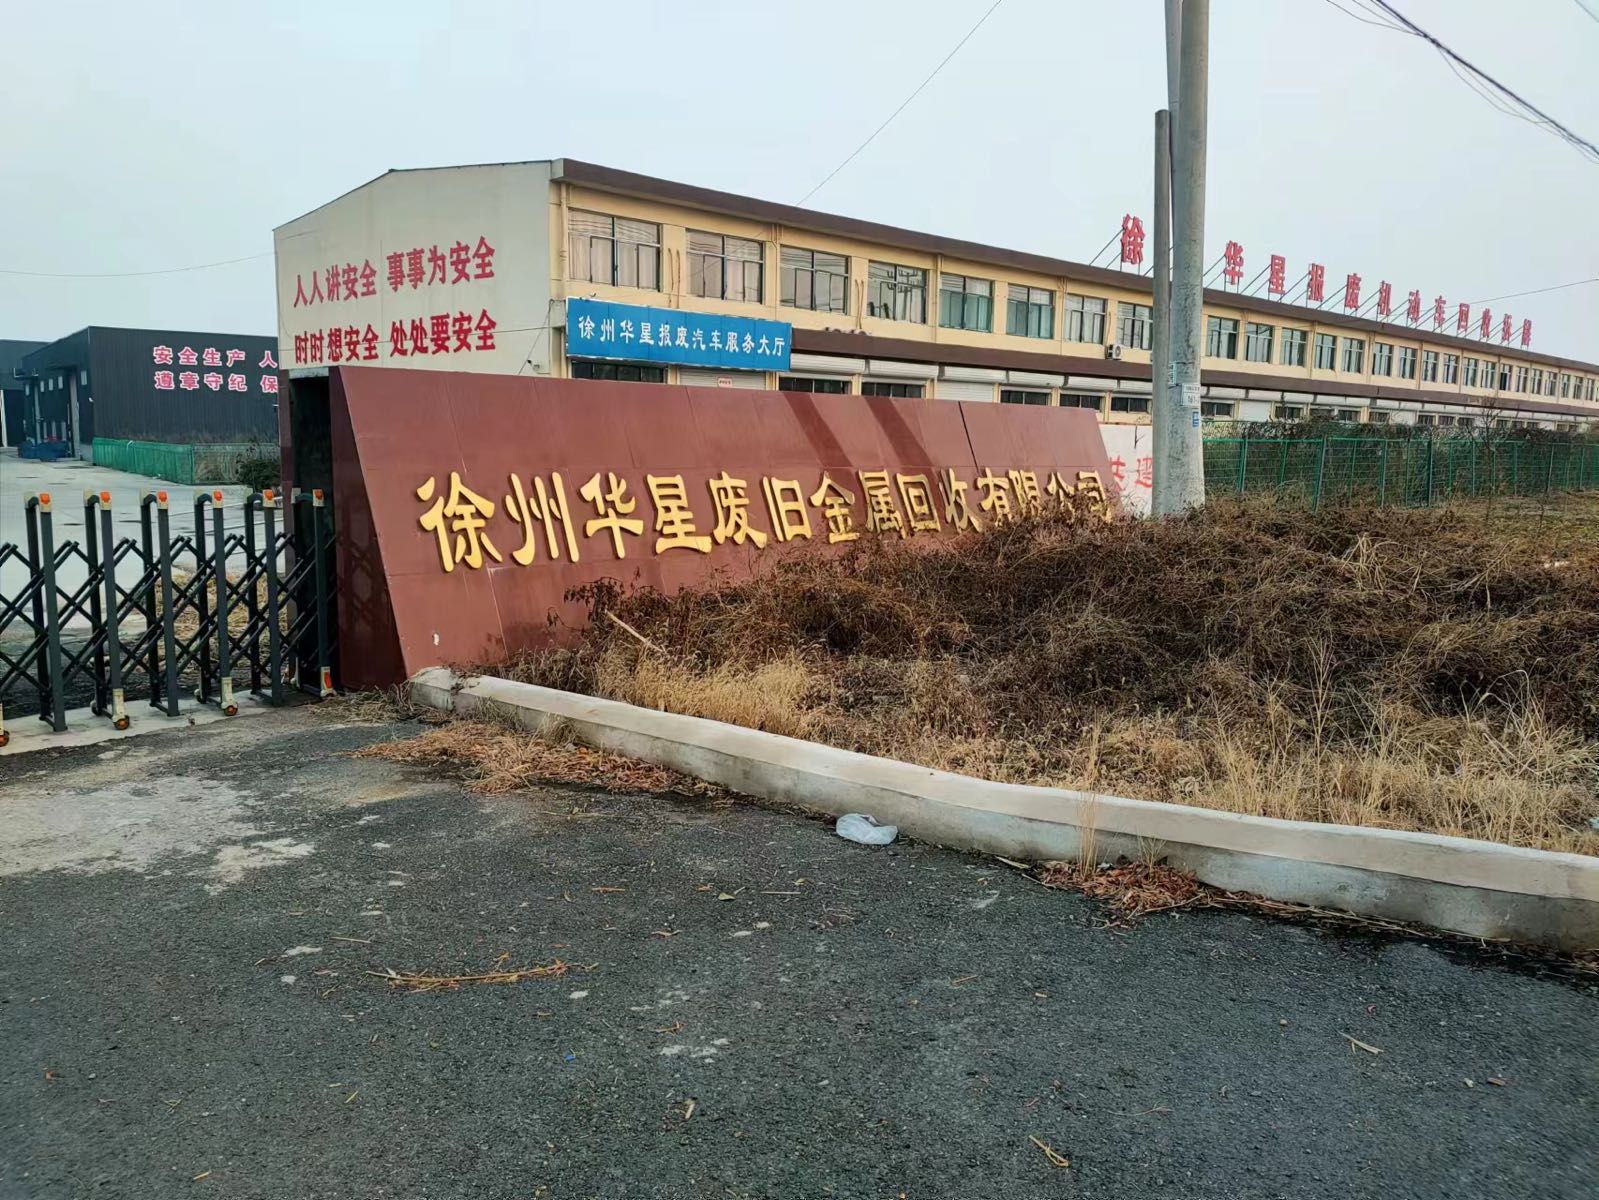 徐 华星报废机动车回收拆解
人人讲安全 事事为安全
时时想安全 处处要安全
徐州华星报废汽车服务大厅
安全生产 人
遵章守纪 保
徐州华星废旧金属回收有限公司